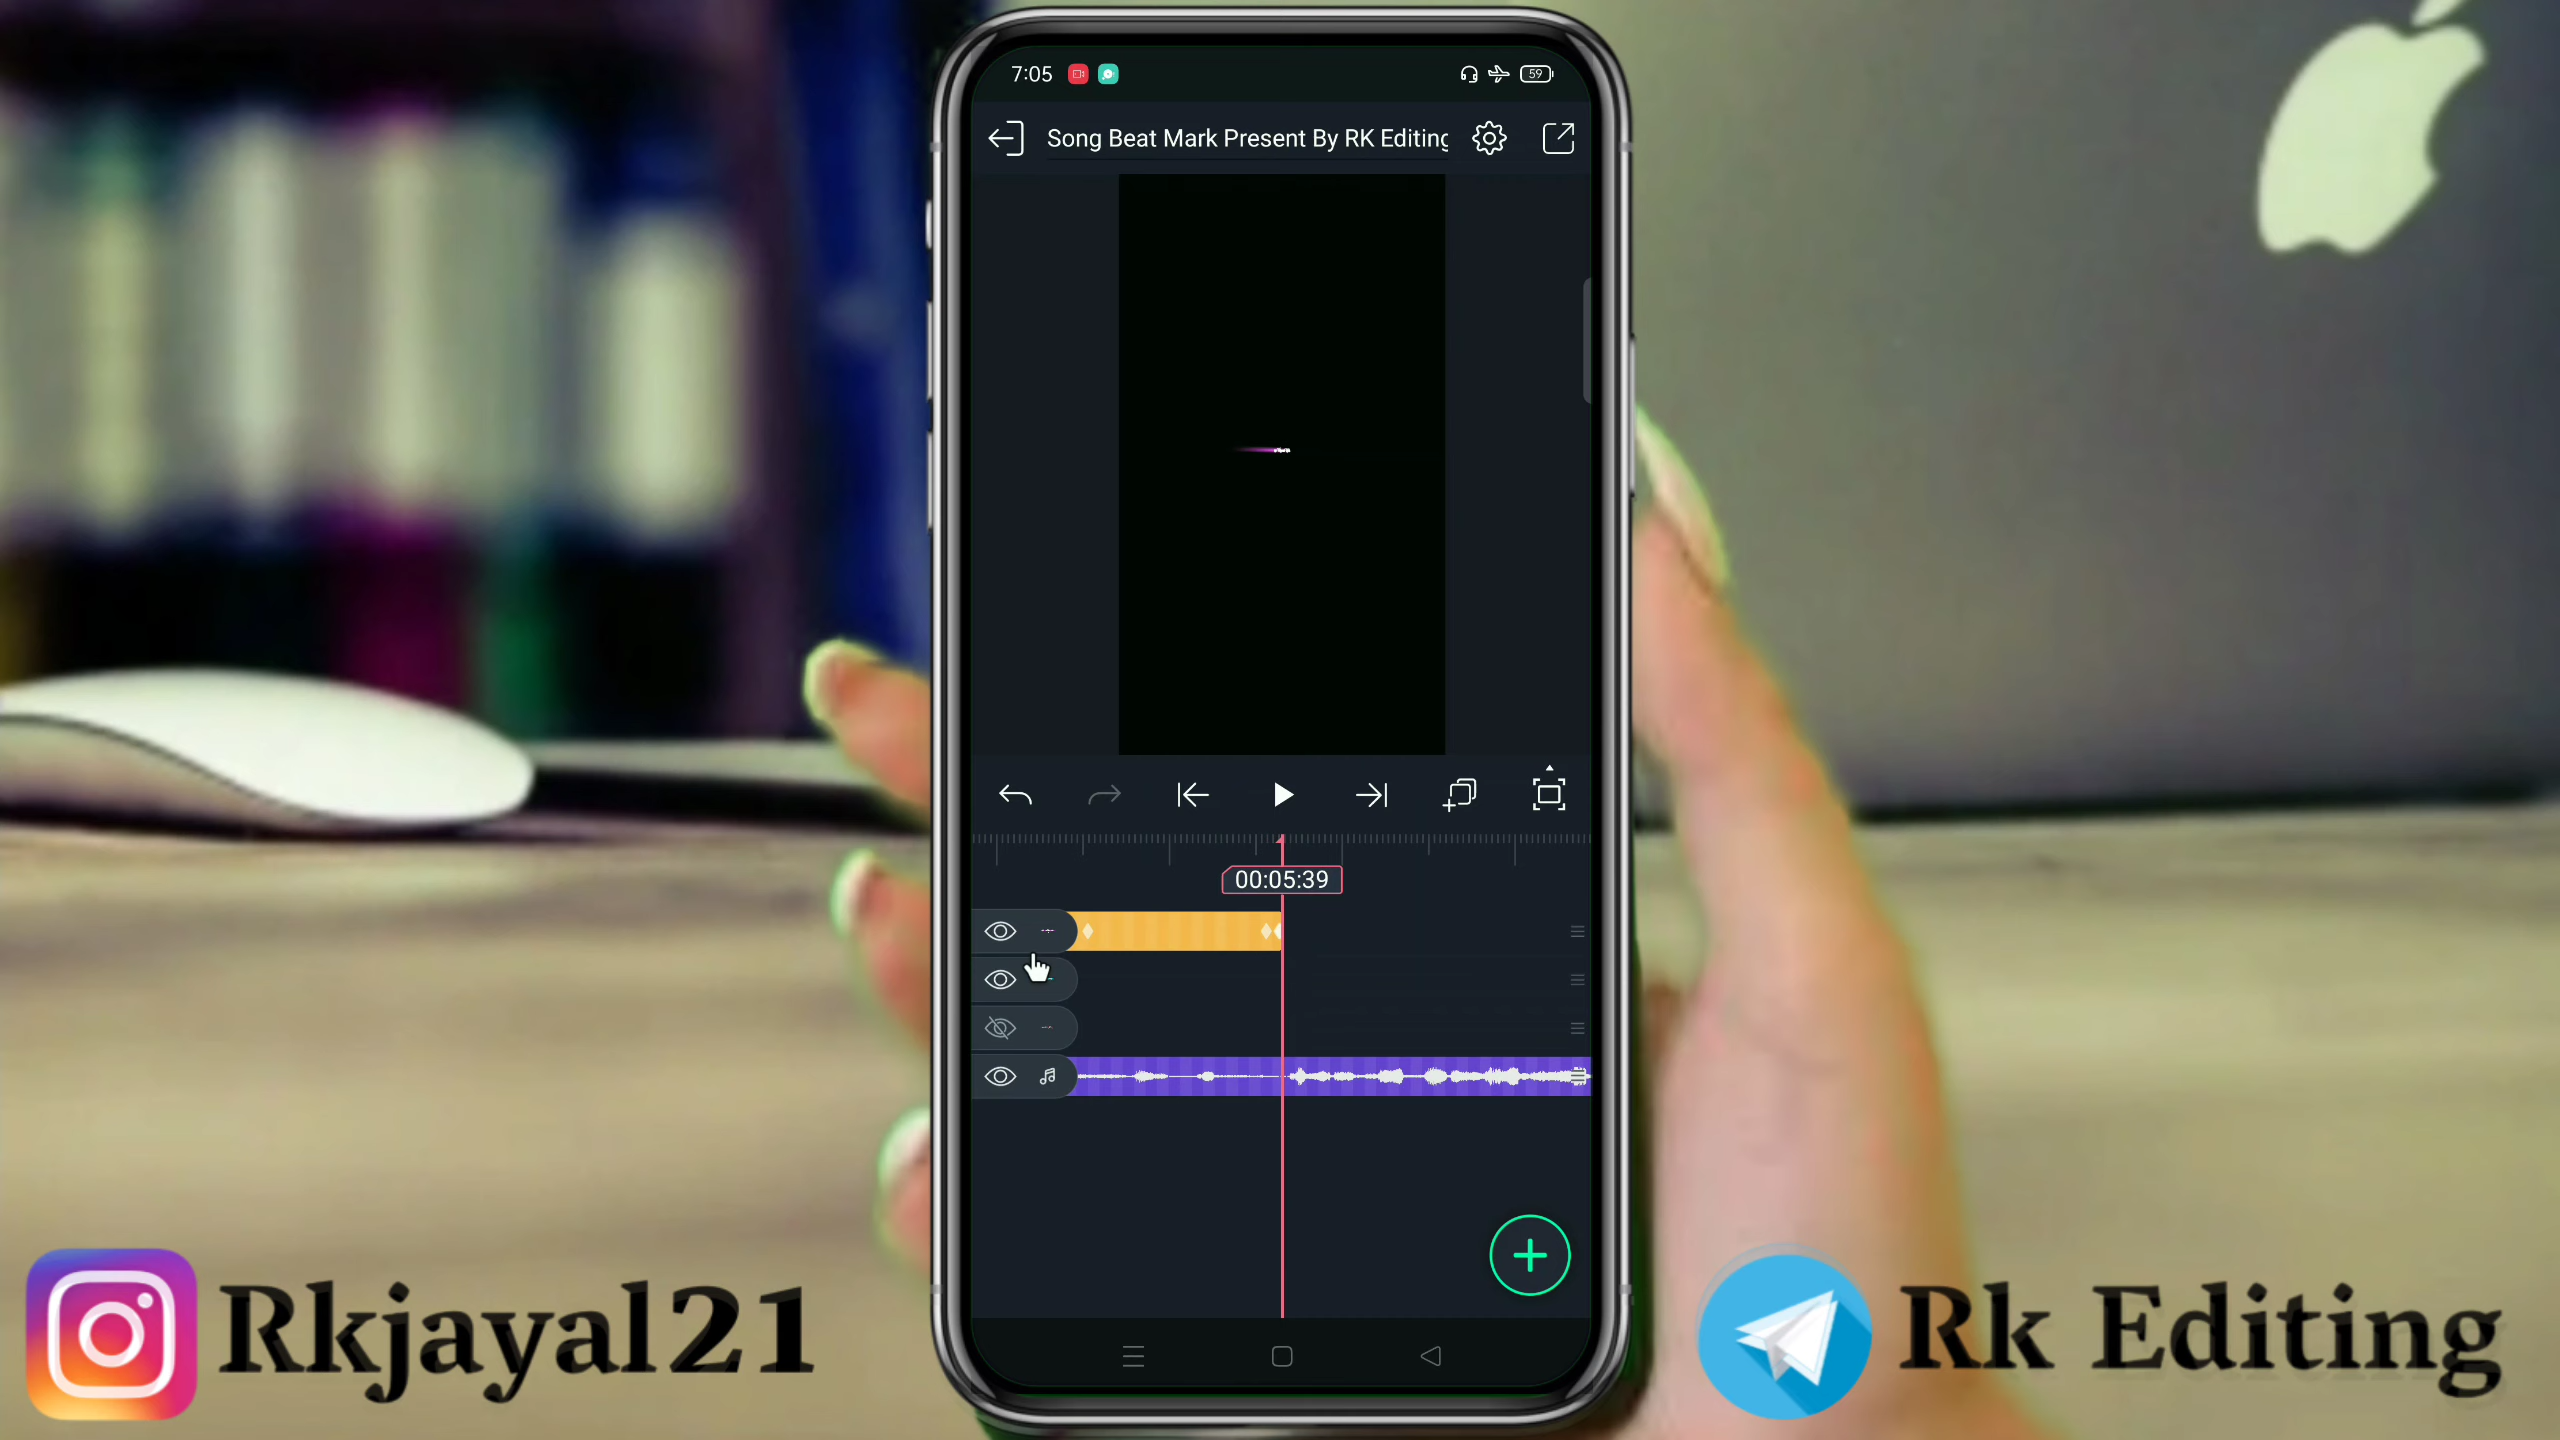 7:05
59
Song Beat Mark Present By RK Editing
00:05:39
Rkjayal21
Rk Editing